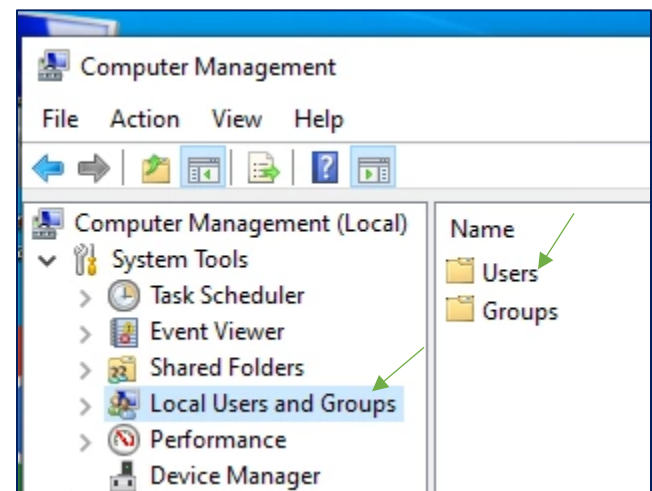 Computer Management
File Action View Help
Computer Management (Local)
System Tools
Task Scheduler
Event Viewer
Shared Folders
Local Users and Groups
Performance
Device Manager
Name
Users
Groups